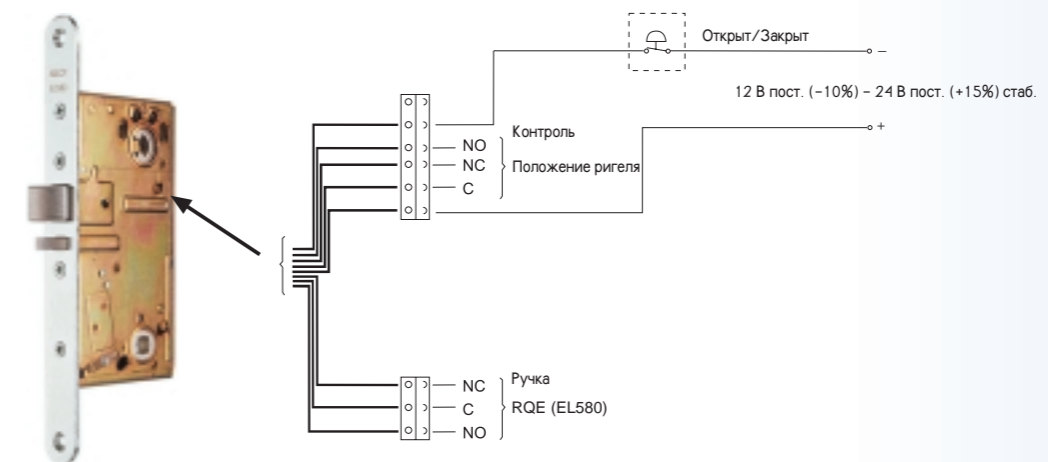 Открыт/Закрыт
–
12 В пост. (–10%) – 24 В пост. (+15%) стаб.
+
Контроль
NO
NC
Положение ригеля
C
NC
Ручка
C
RQE (EL580)
NO